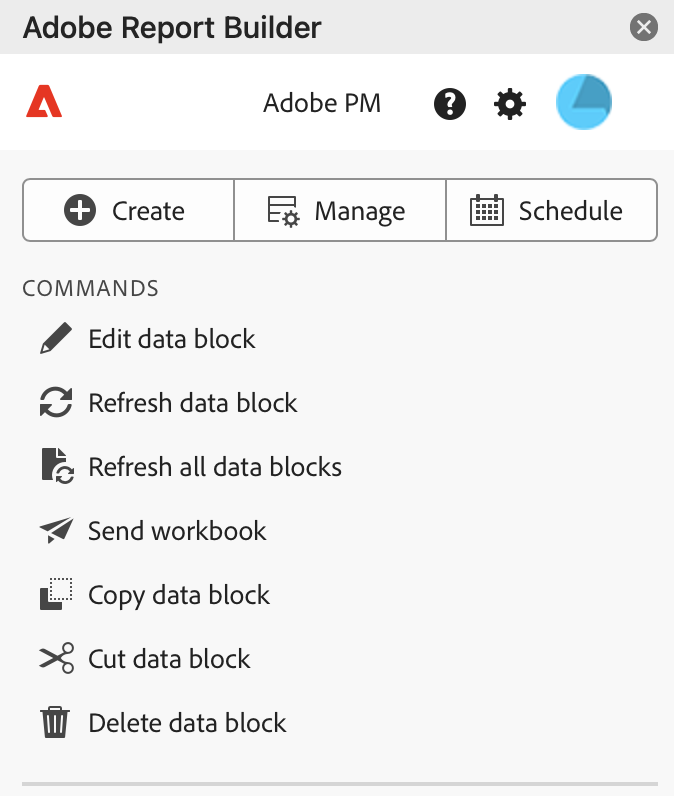 Adobe Report Builder
Adobe PM
Create
Manage
Schedule
COMMANDS
Edit data block
Refresh data block
Refresh all data blocks
Send workbook
Copy data block
Cut data block
Delete data block